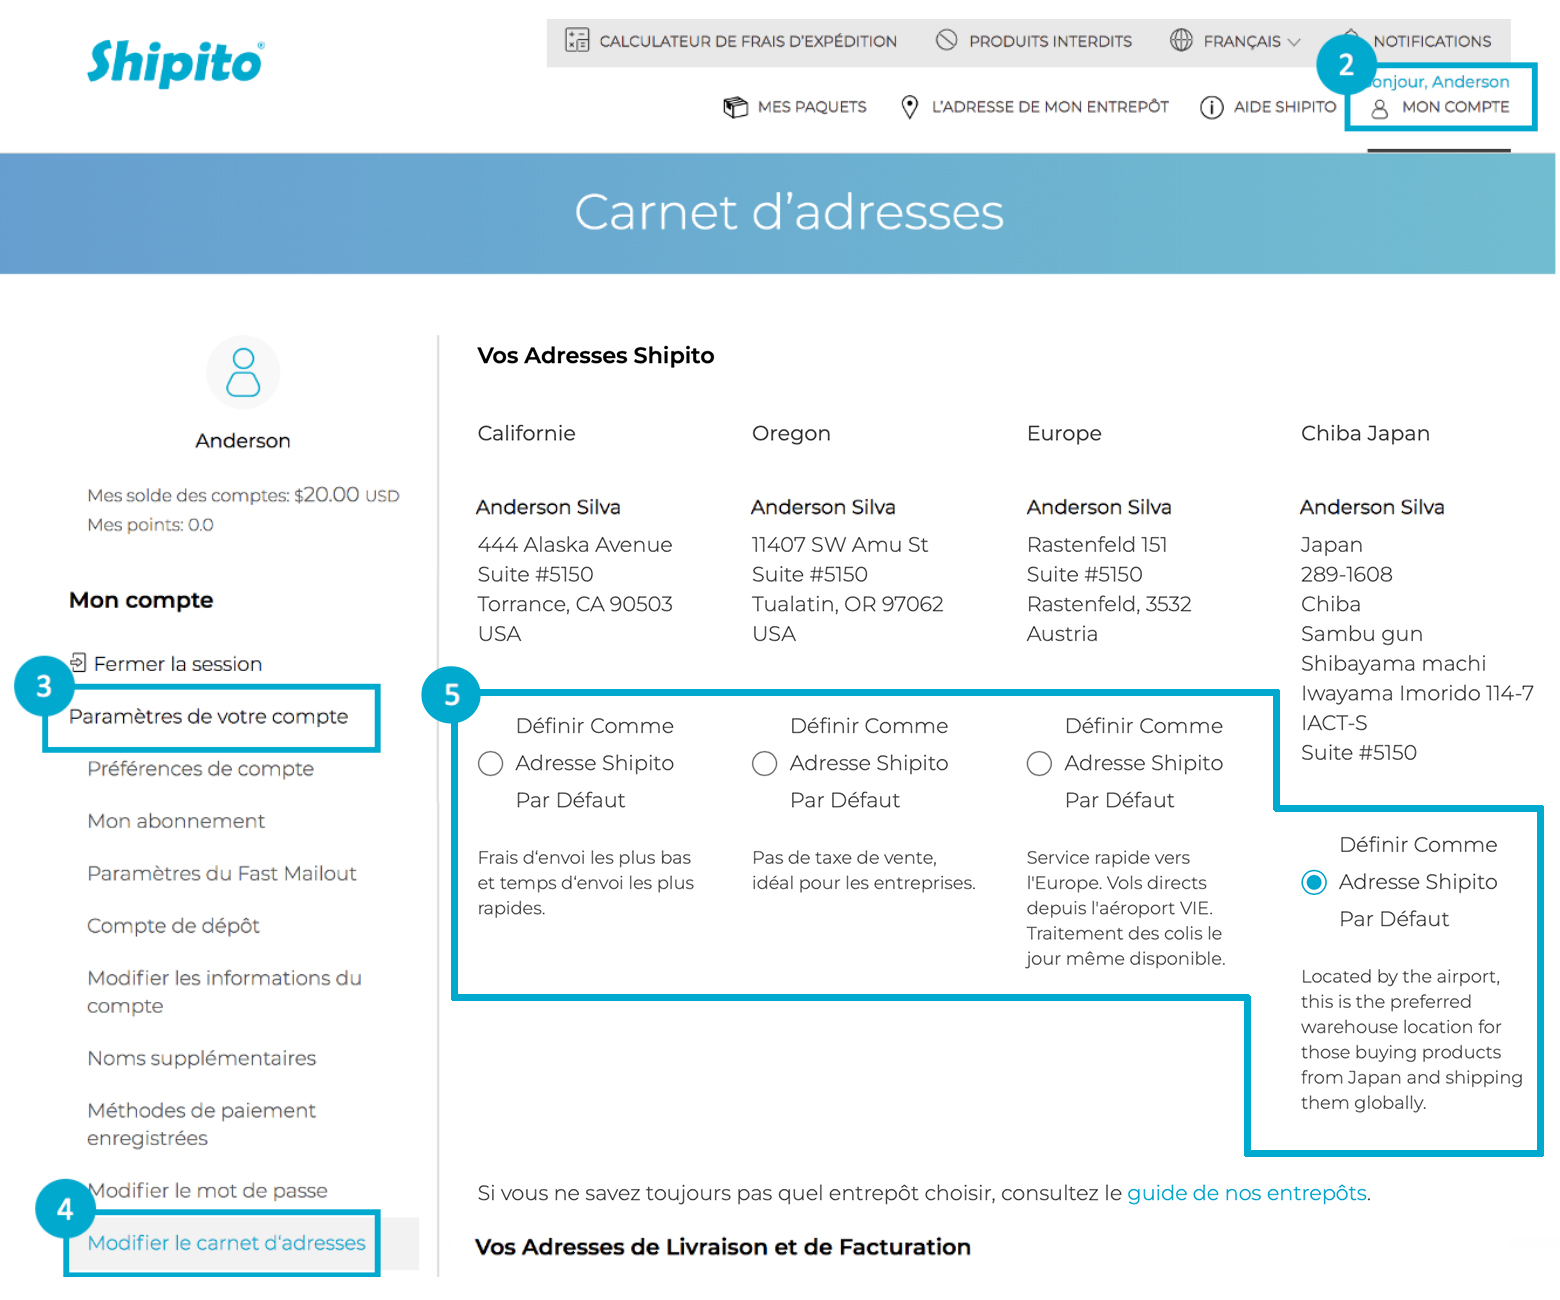 Shipito®
CALCULATEUR DE FRAIS D'EXPÉDITION
PRODUITS INTERDITS
FRANÇAIS
NOTIFICATIONS
2
onjour, Anderson
MES PAQUETS
L'ADRESSE DE MON ENTREPÔT
AIDE SHIPITO
MON COMPTE
Carnet d'adresses
Anderson
Mes solde des comptes: $20.00 USD
Mes points: 0.0
Mon compte
Fermer la session
3
Paramètres de votre compte
Préférences de compte
Mon abonnement
Paramètres du Fast Mailout
Compte de dépôt
Modifier les informations du
compte
Noms supplémentaires
Méthodes de paiement
enregistrées
Modifier le mot de passe
4
Modifier le carnet d'adresses
Vos Adresses Shipito
Californie
Anderson Silva
444 Alaska Avenue
Suite #5150
Torrance, CA 90503
USA
5
Définir Comme
Adresse Shipito
Par Défaut
Frais d'envoi les plus bas
et temps d'envoi les plus
rapides.
Oregon
Anderson Silva
11407 SW Amu St
Suite #5150
Tualatin, OR 97062
USA
Définir Comme
Adresse Shipito
Par Défaut
Pas de taxe de vente,
idéal pour les entreprises.
Europe
Anderson Silva
Rastenfeld 151
Suite #5150
Rastenfeld, 3532
Austria
Définir Comme
Adresse Shipito
Par Défaut
Service rapide vers
l'Europe. Vols directs
depuis l'aéroport VIE.
Traitement des colis le
jour même disponible.
Chiba Japan
Anderson Silva
Japan
289-1608
Chiba
Sambu gun
Shibayama machi
Iwayama Imorido 114-7
IACT-S
Suite #5150
Définir Comme
Adresse Shipito
Par Défaut
Located by the airport,
this is the preferred
warehouse location for
those buying products
from Japan and shipping
them globally.
Si vous ne savez toujours pas quel entrepôt choisir, consultez le guide de nos entrepôts.
Vos Adresses de Livraison et de Facturation